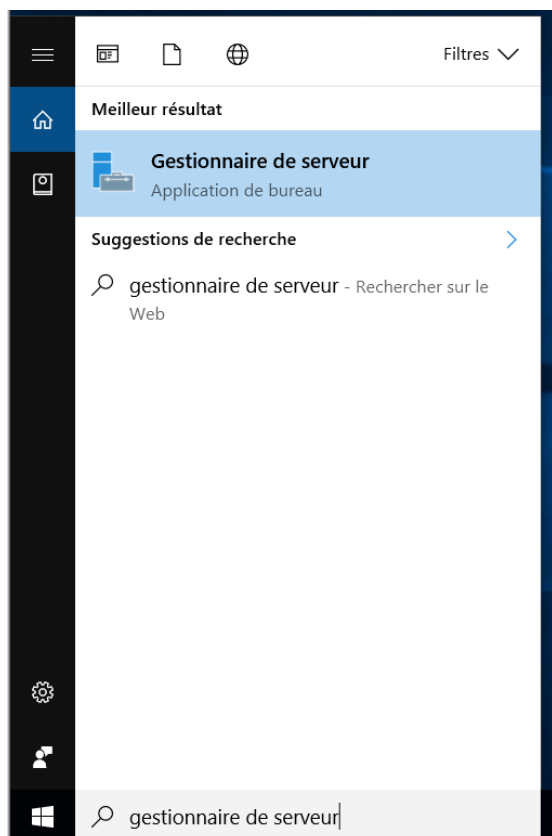 Filtres
Meilleur résultat
Gestionnaire de serveur
Application de bureau
Suggestions de recherche
gestionnaire de serveur - Rechercher sur le
Web
gestionnaire de serveur